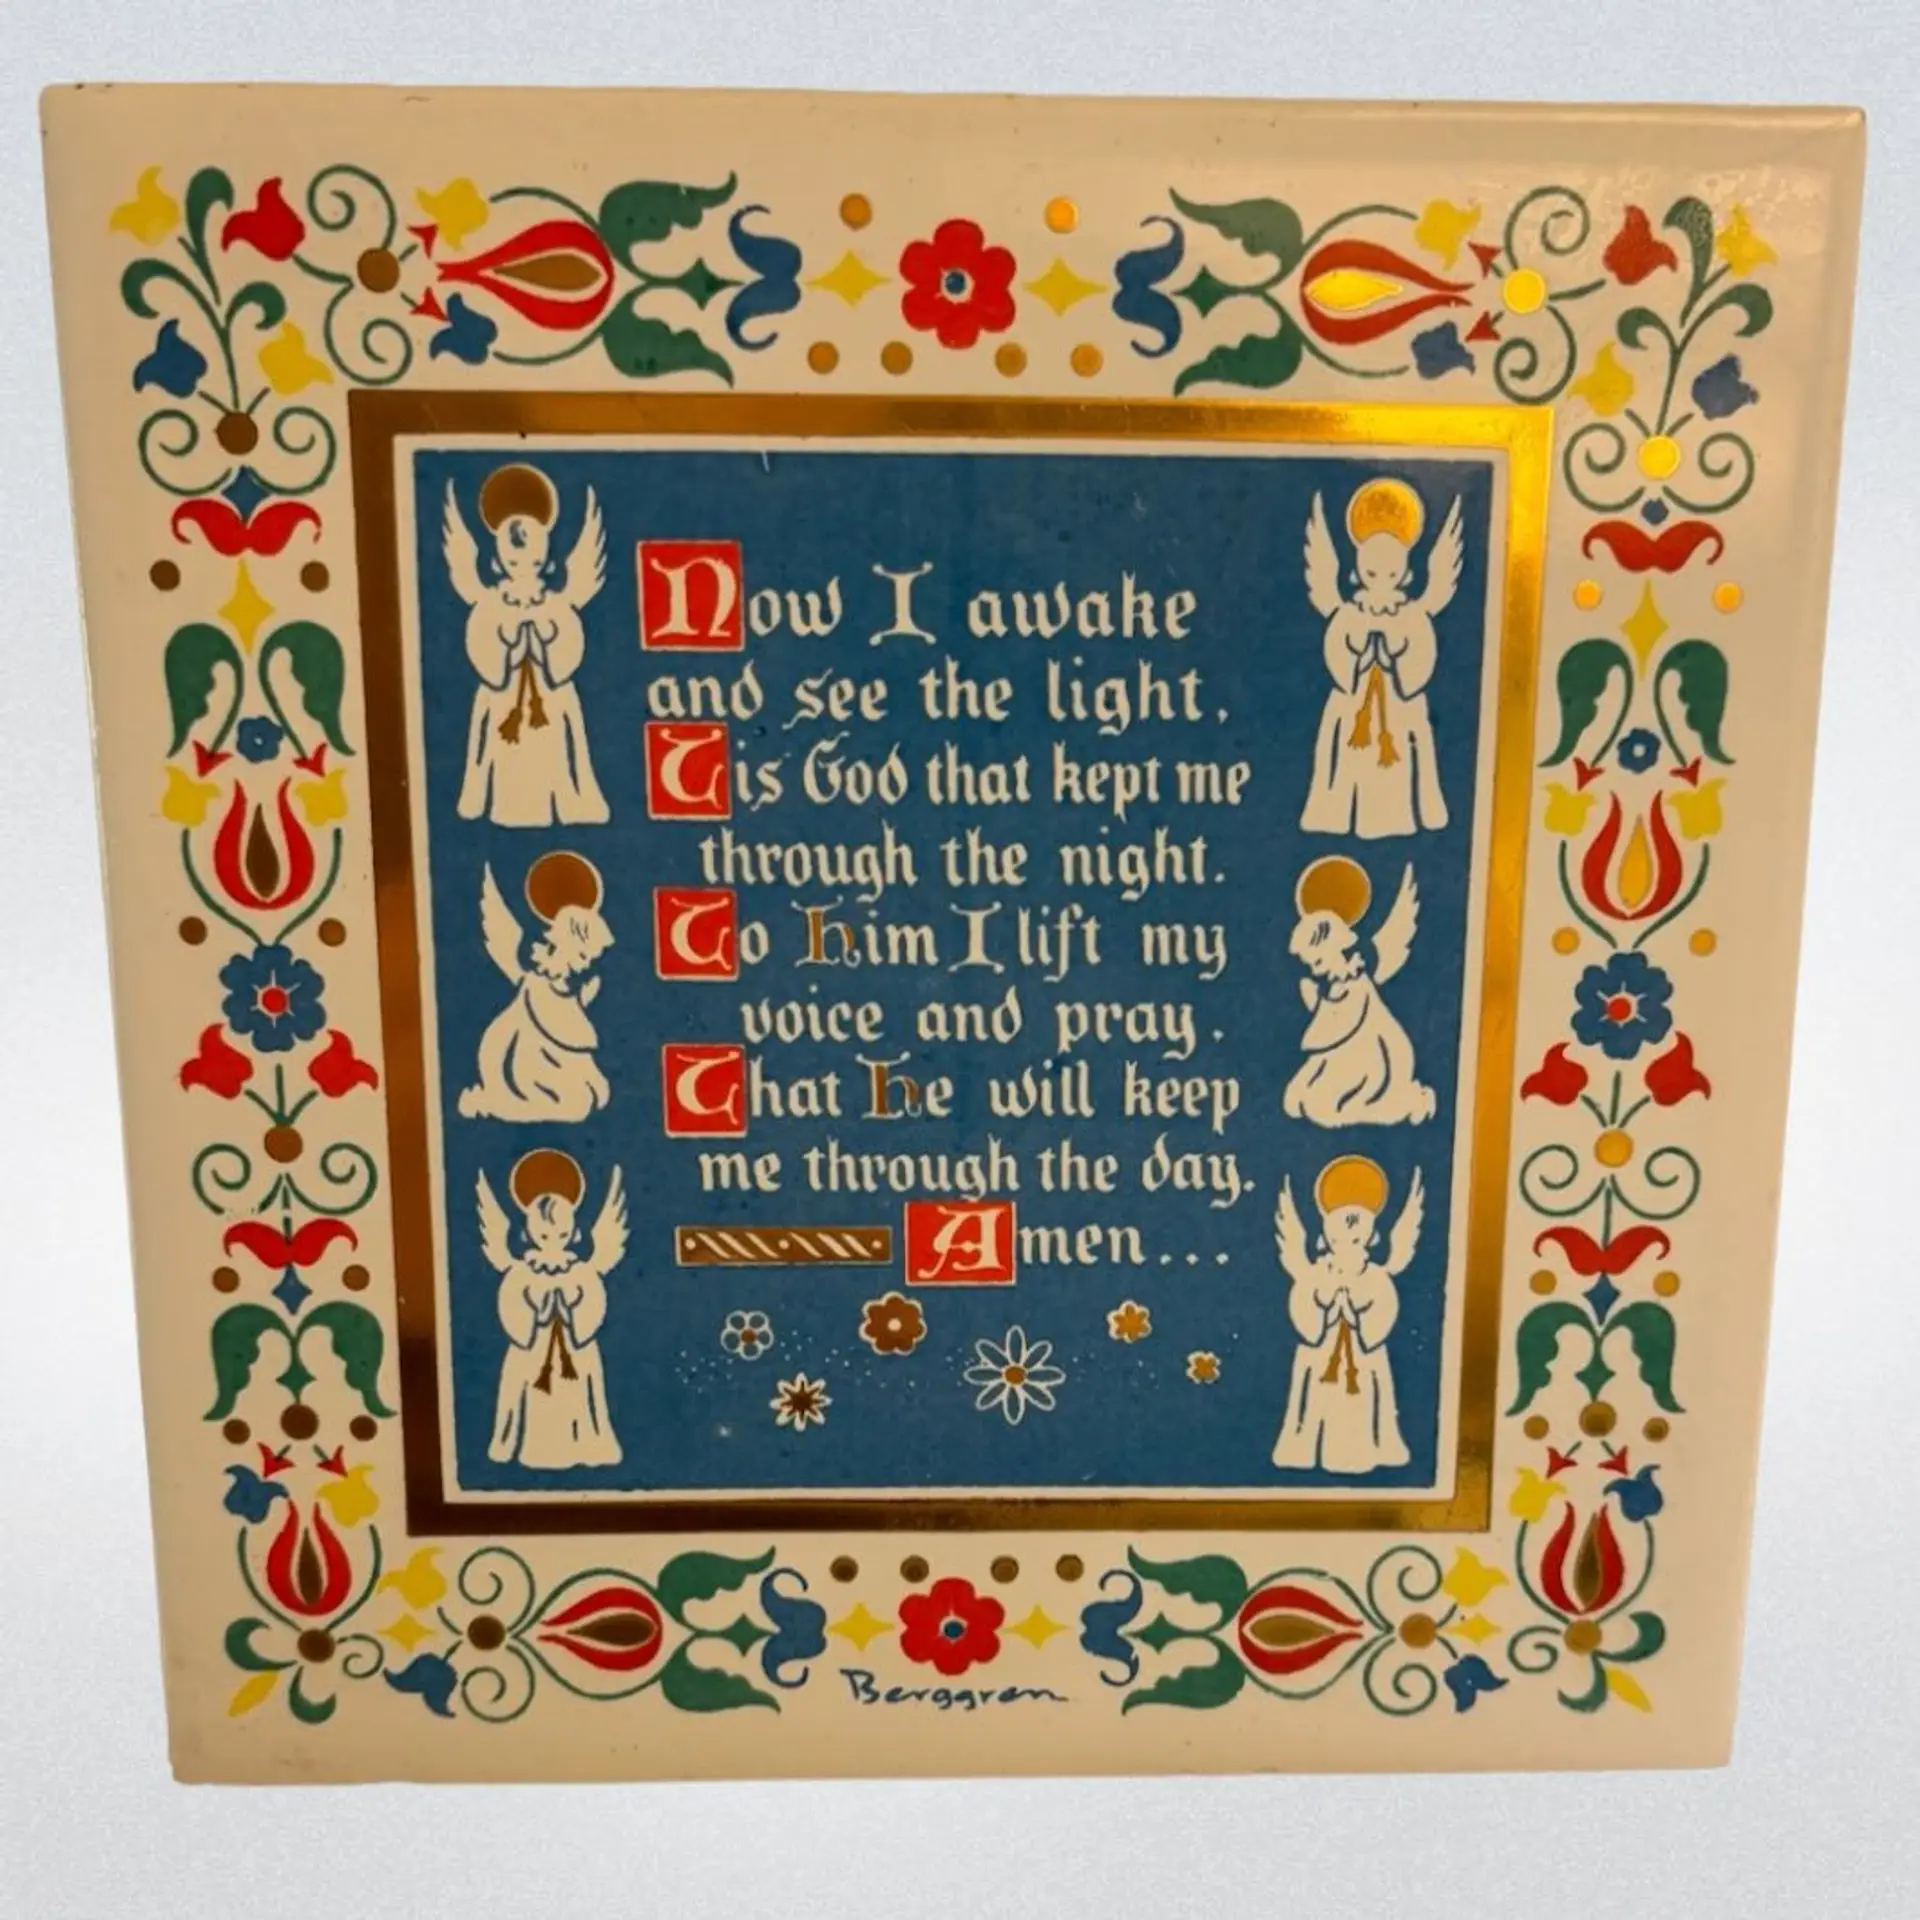 Now I awake
and see the light.
Tis God that kept me
through the night.
To him I lift my
voice and pray.
That he will keep
me through the day.
Amen...
Berggren